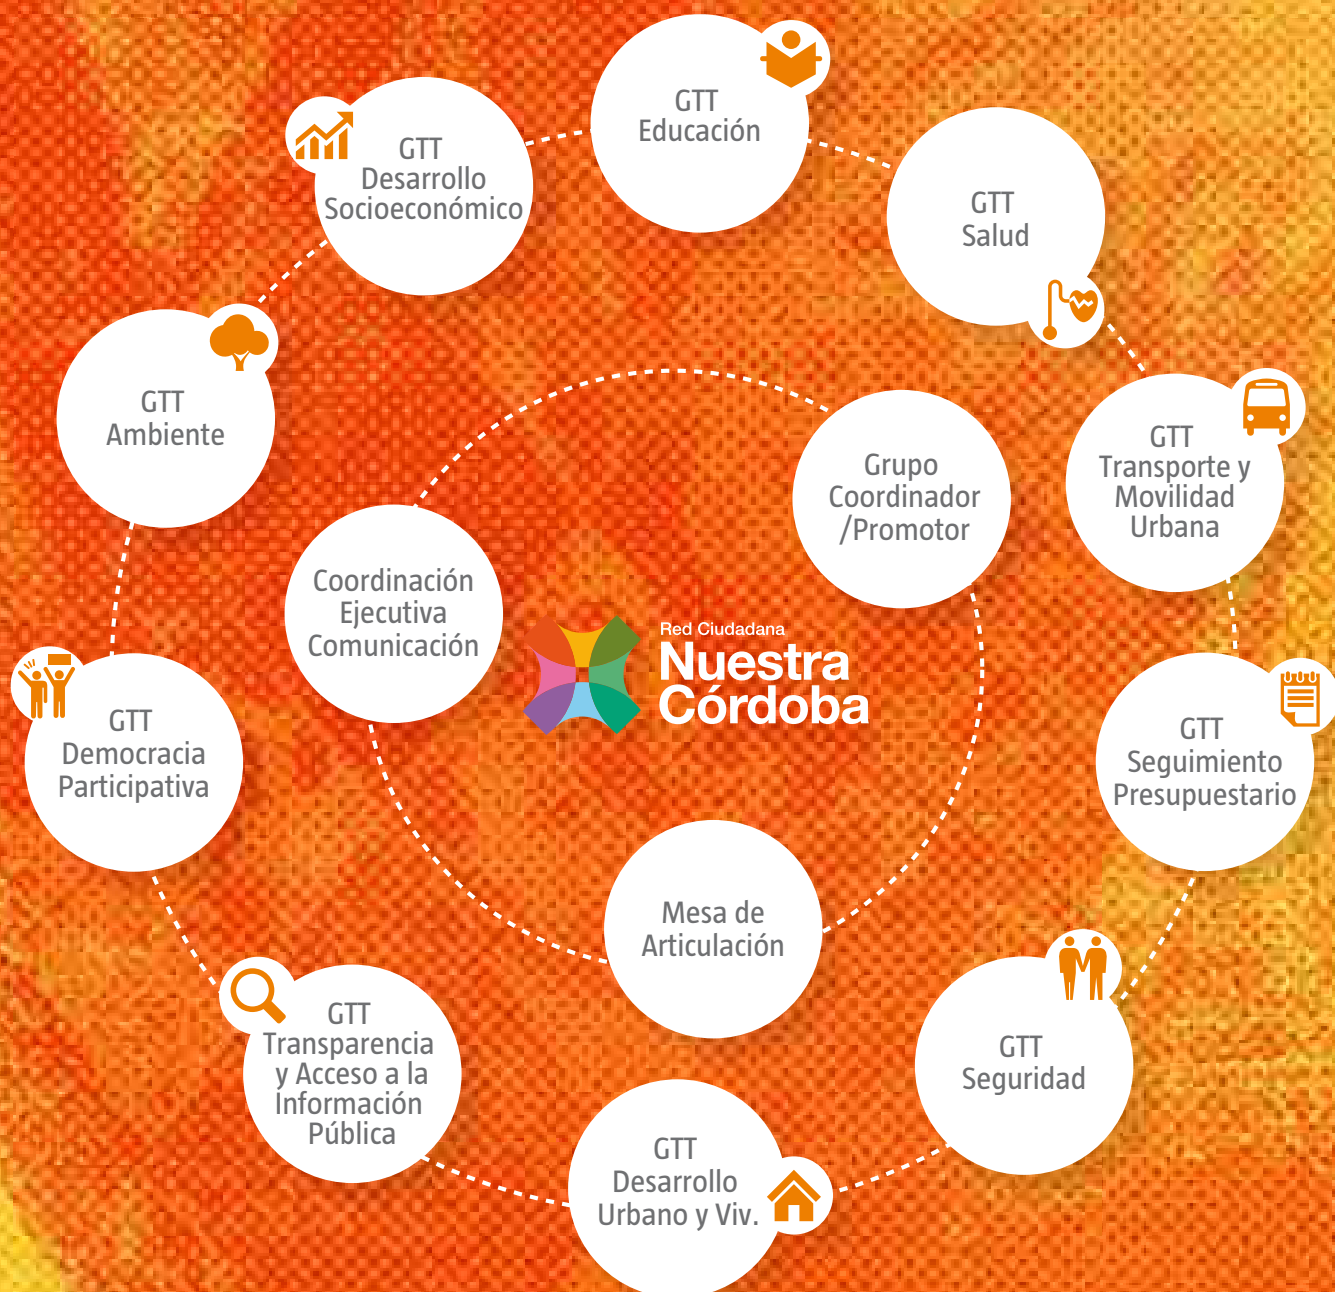 GTT
Educación
GTT
Desarrollo
Socioeconómico
GTT
Salud
GTT
Ambiente
GTT
Transporte y
Movilidad
Urbana
Grupo
Coordinador
/Promotor
Coordinación
Ejecutiva
Comunicación
Red Ciudadana
Nuestra
Córdoba
GTT
Democracia
Participativa
GTT
Seguimiento
Presupuestario
Mesa de
Articulación
GTT
Transparencia
y Acceso a la
Información
Pública
GTT
Seguridad
GTT
Desarrollo
Urbano y Viv.